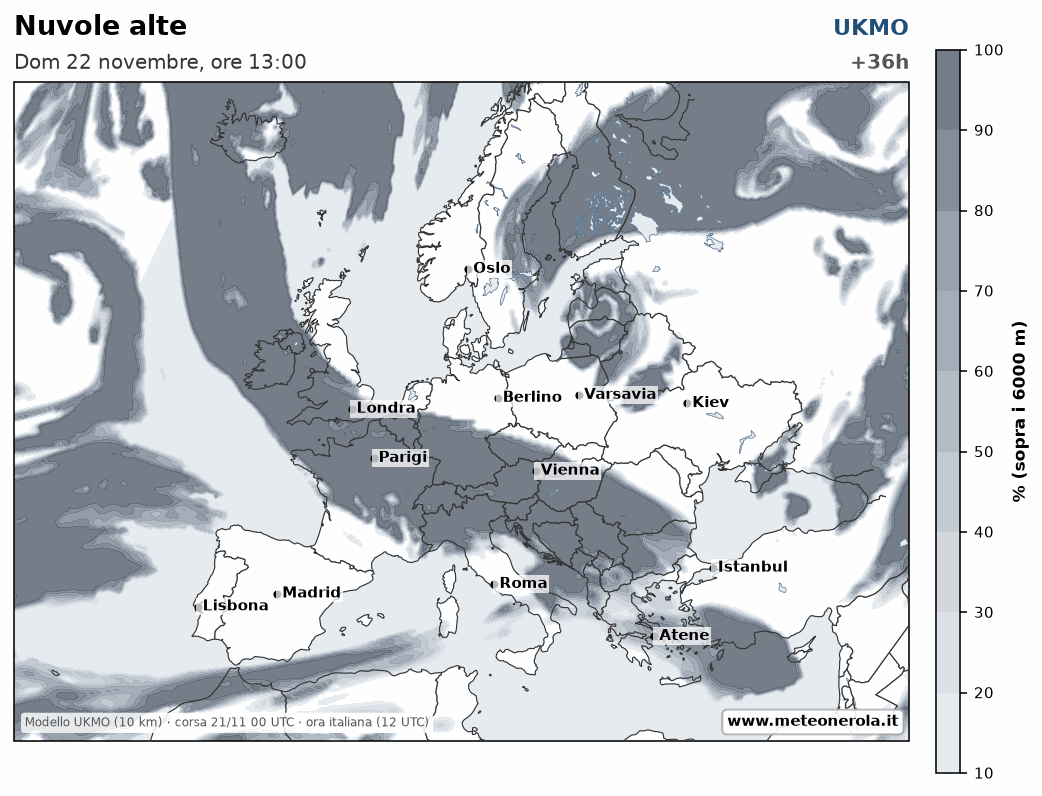 Nuvole alte
UKMO
Dom 22 novembre, ore 13:00
+36h
100
90
80
70
60
50
40
30
20
10
% (sopra i 6000 m)
Oslo
Londra
Berlino
Varsavia
Kiev
Parigi
Vienna
Istanbul
Roma
Madrid
Lisbona
Atene
Modello UKMO (10 km) · corsa 21/11 00 UTC · ora italiana (12 UTC)
www.meteonerola.it